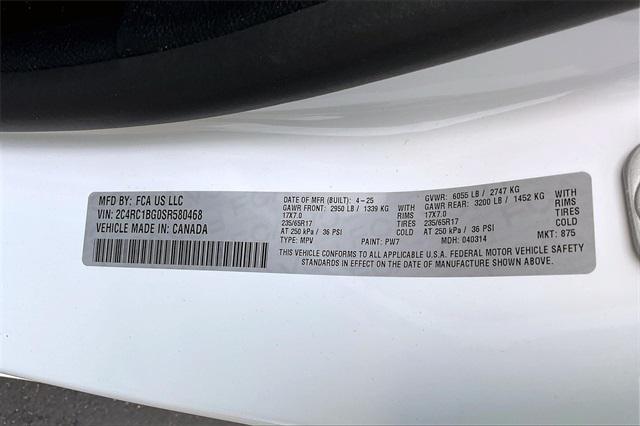 MFD BY: FCA US LLC
VIN: 2C4RC1BG0SR580468
VEHICLE MADE IN: CANADA
DATE OF MFR (BUILT): 4-25 GVWR: 6055 LB / 2747 KG
GAWR FRONT: 2950 LB / 1339 KG WITH GAWR REAR: 3200 LB / 1452 KG WITH
17X7.0 RIMS 17X7.0 RIMS
235/65R17 TIRES 235/65R17 TIRES
AT 250 kPa / 36 PSI COLD AT 250 kPa / 36 PSI COLD
TYPE: MPV PAINT: PW7 MDH: 040314 MKT: 875
THIS VEHICLE CONFORMS TO ALL APPLICABLE U.S.A. FEDERAL MOTOR VEHICLE SAFETY
STANDARDS IN EFFECT ON THE DATE OF MANUFACTURE SHOWN ABOVE.